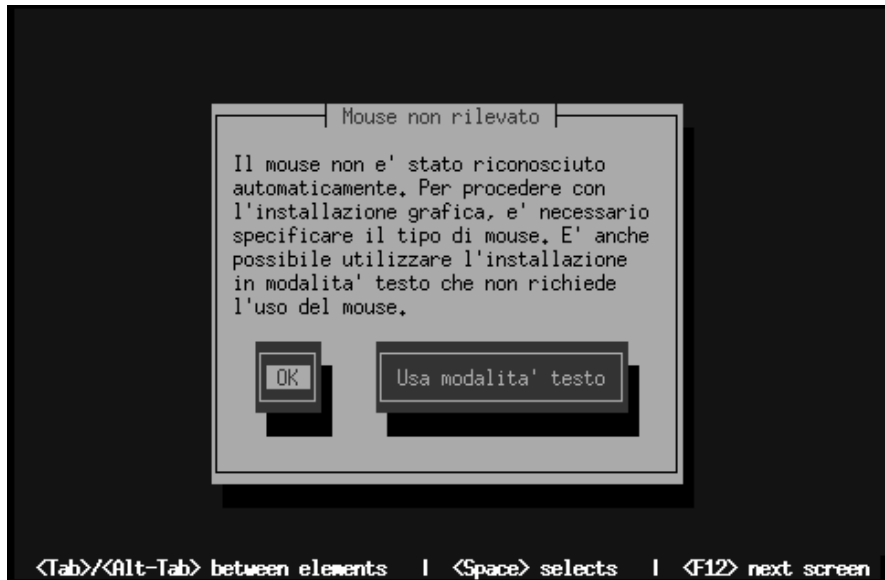 Mouse non rilevato
Il mouse non e' stato riconosciuto
automaticamente. Per procedere con
l'installazione grafica, e' necessario
specificare il tipo di mouse. E' anche
possibile utilizzare l'installazione
in modalita' testo che non richiede
l'uso del mouse.
OK Usa modalita' testo
<Tab>/<Alt-Tab> between elements | <Space> selects | <F12> next screen